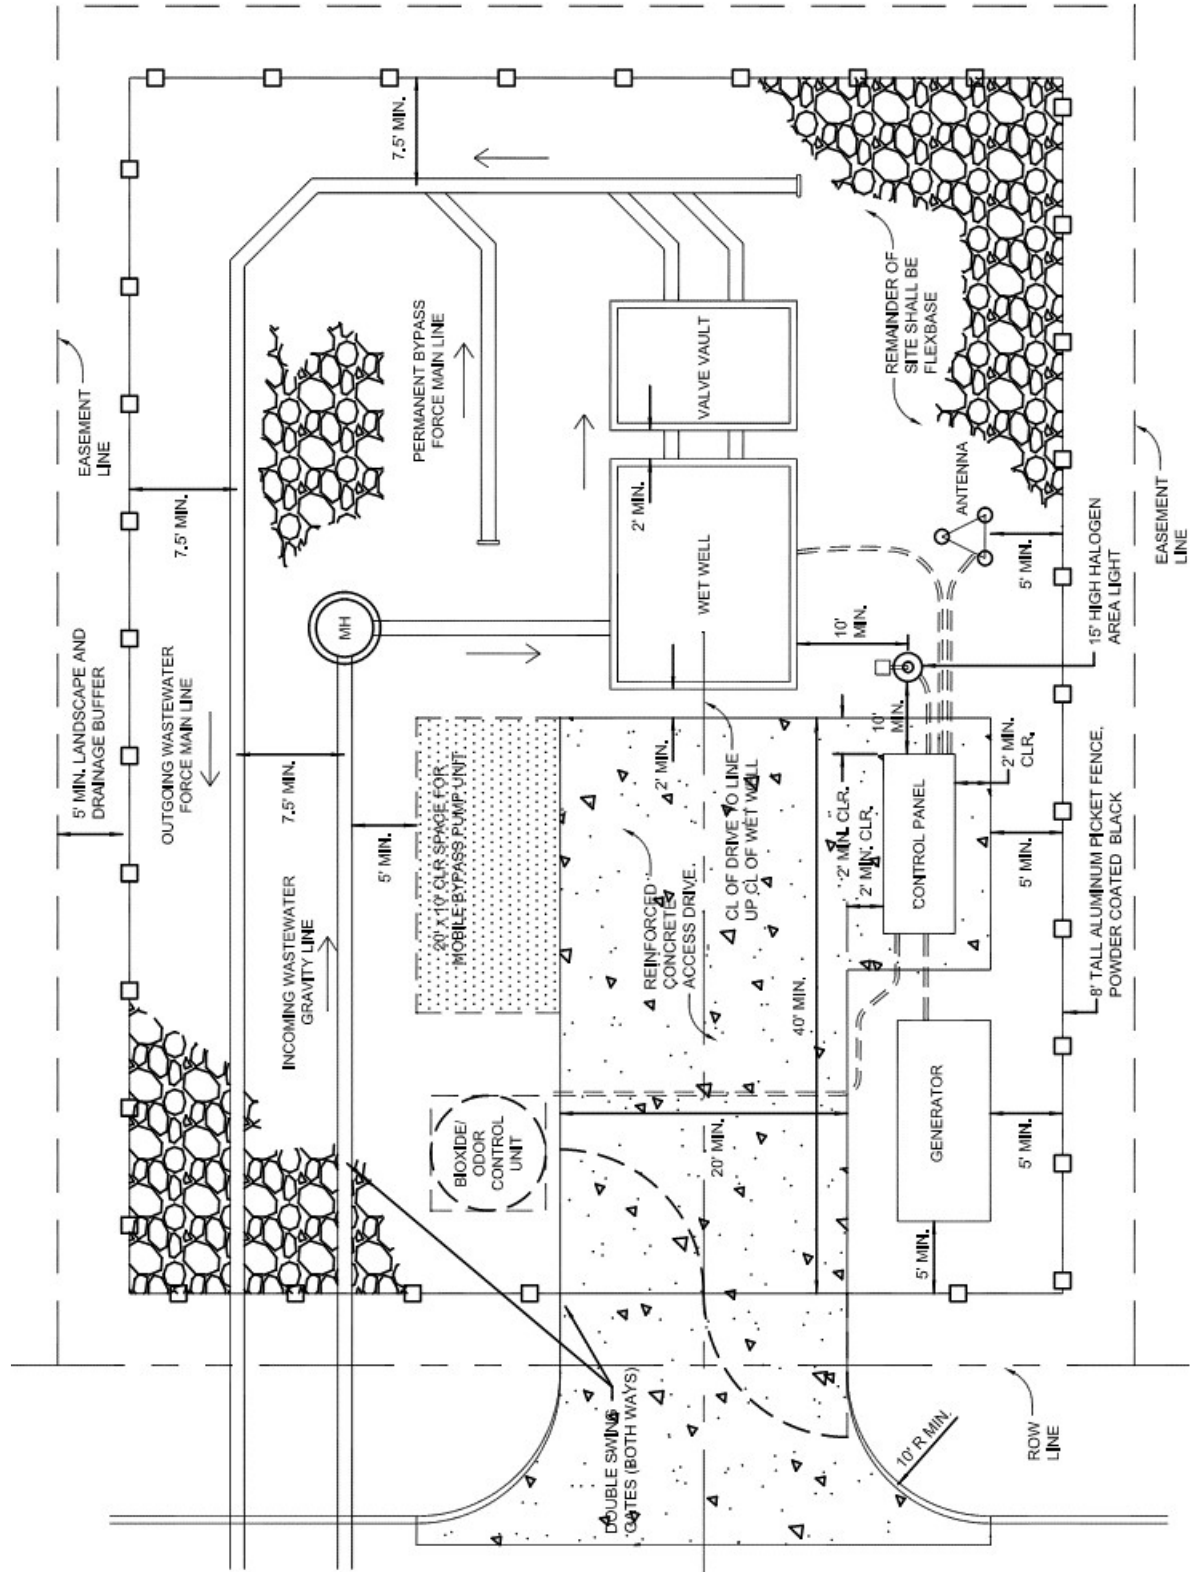 EASEMENT
LINE
5' MIN. LANDSCAPE AND
DRAINAGE BUFFER
7.5' MIN.
OUTGOING WASTEWATER
FORCE MAIN LINE
7.5' MIN.
7.5' MIN.
PERMANENT BYPASS
FORCE MAIN LINE
MH
INCOMING WASTEWATER
GRAVITY LINE
5' MIN.
20' x 10' CLR SPACE FOR
MOBILE BYPASS PUMP UNIT
BIOXIDE/
ODOR
CONTROL
UNIT
VALVE VAULT
2' MIN.
WET WELL
2' MIN.
REINFORCED
CONCRETE
ACCESS DRIVE.
CL OF DRIVE TO LINE
UP CL OF WET WELL
40' MIN.
20' MIN.
DOUBLE SWING
GATES (BOTH WAYS)
REMAINDER OF
SITE SHALL BE
FLEXBASE
ANTENNA
5' MIN.
10'
MIN.
10'
MIN.
15' HIGH HALOGEN
AREA LIGHT
2' MIN. CLR.
2' MIN. CLR.
CONTROL PANEL
2' MIN.
CLR.
5' MIN.
GENERATOR
5' MIN.
5' MIN.
8' TALL ALUMINUM PICKET FENCE,
POWDER COATED BLACK
EASEMENT
LINE
ROW
LINE
10' R MIN.